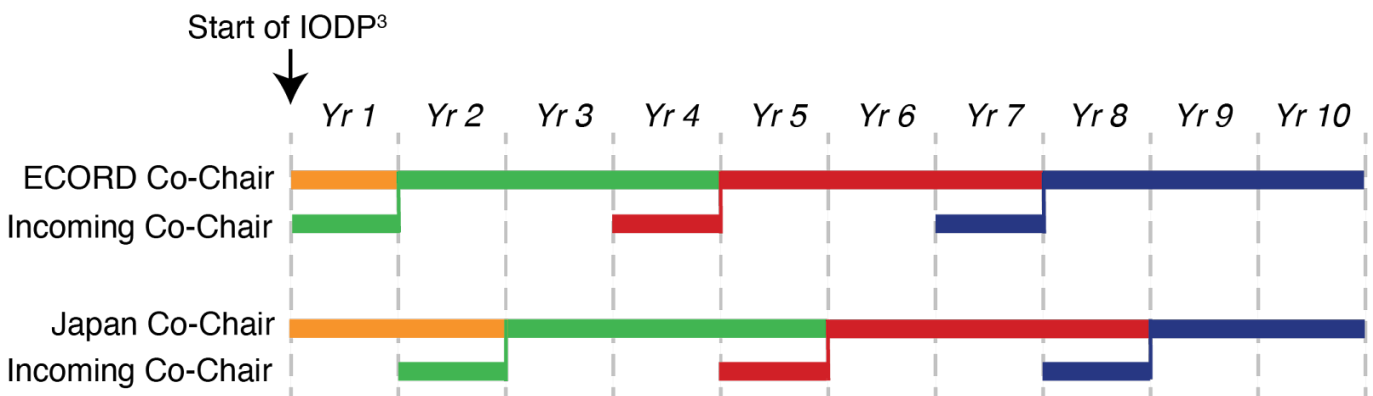 Start of IODP³
Yr 1 Yr 2 Yr 3 Yr 4 Yr 5 Yr 6 Yr 7 Yr 8 Yr 9 Yr 10
ECORD Co-Chair
Incoming Co-Chair
Japan Co-Chair
Incoming Co-Chair